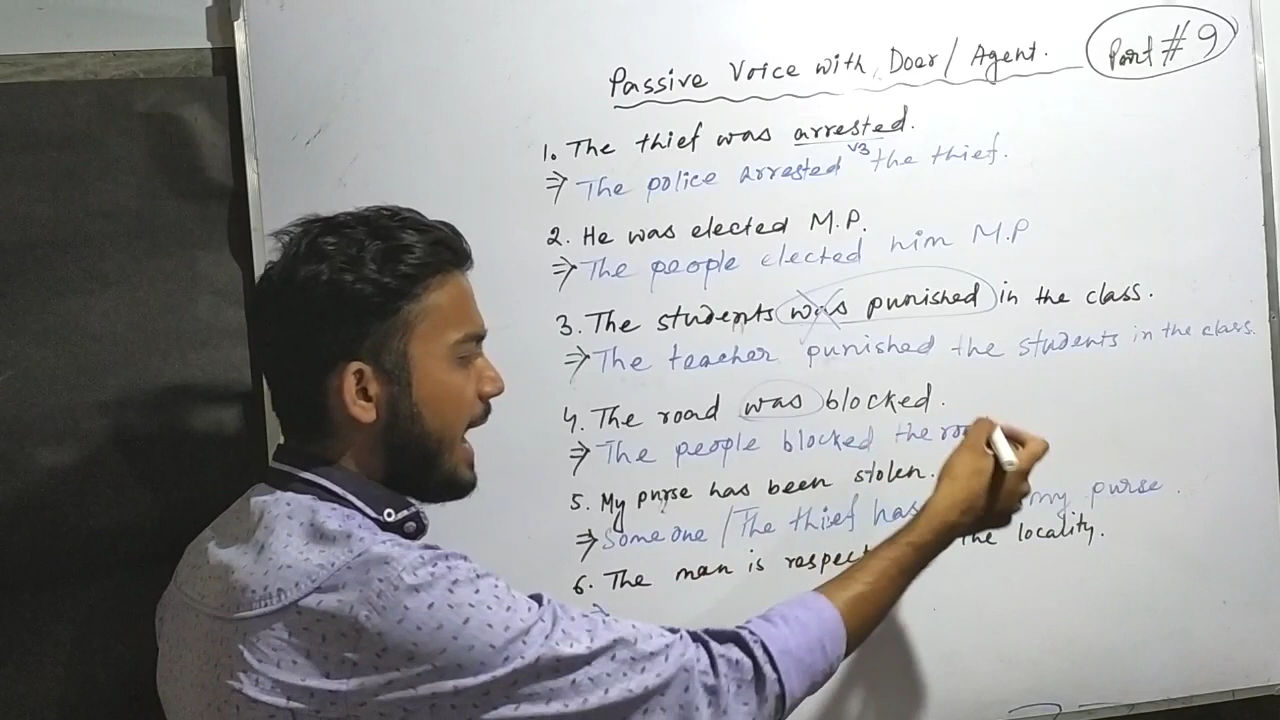 Passive Voice with Doer/Agent. Part # 9
1. The thief was arrested.
V3
⇒ The police arrested the thief.
2. He was elected M.P.
⇒ The people elected him M.P
3. The students was punished in the class.
⇒ The teacher punished the students in the class.
4. The road was blocked.
⇒ The people blocked the
5. My purse has been stolen.
⇒ Some one / The thief has my purse.
6. The man is the locality.
⇒